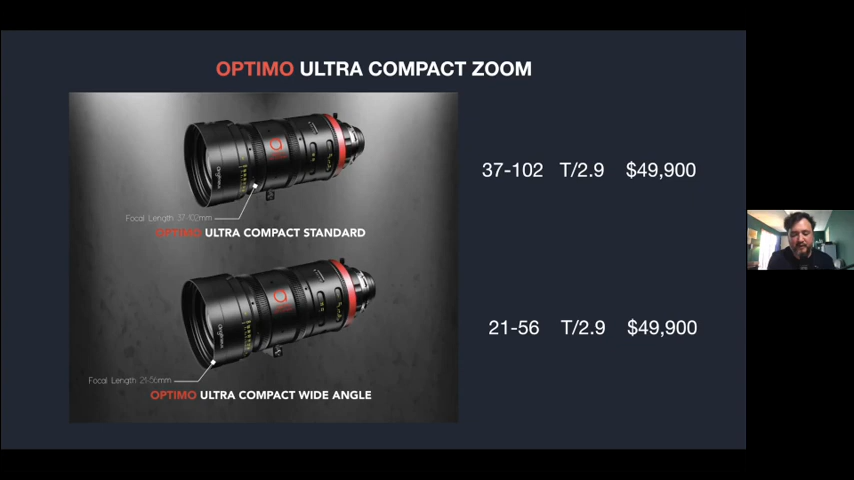 OPTIMO ULTRA COMPACT ZOOM
37-102 T/2.9 $49,900
Focal Length 37-102mm
OPTIMO ULTRA COMPACT STANDARD
21-56 T/2.9 $49,900
Focal Length 21-56mm
OPTIMO ULTRA COMPACT WIDE ANGLE